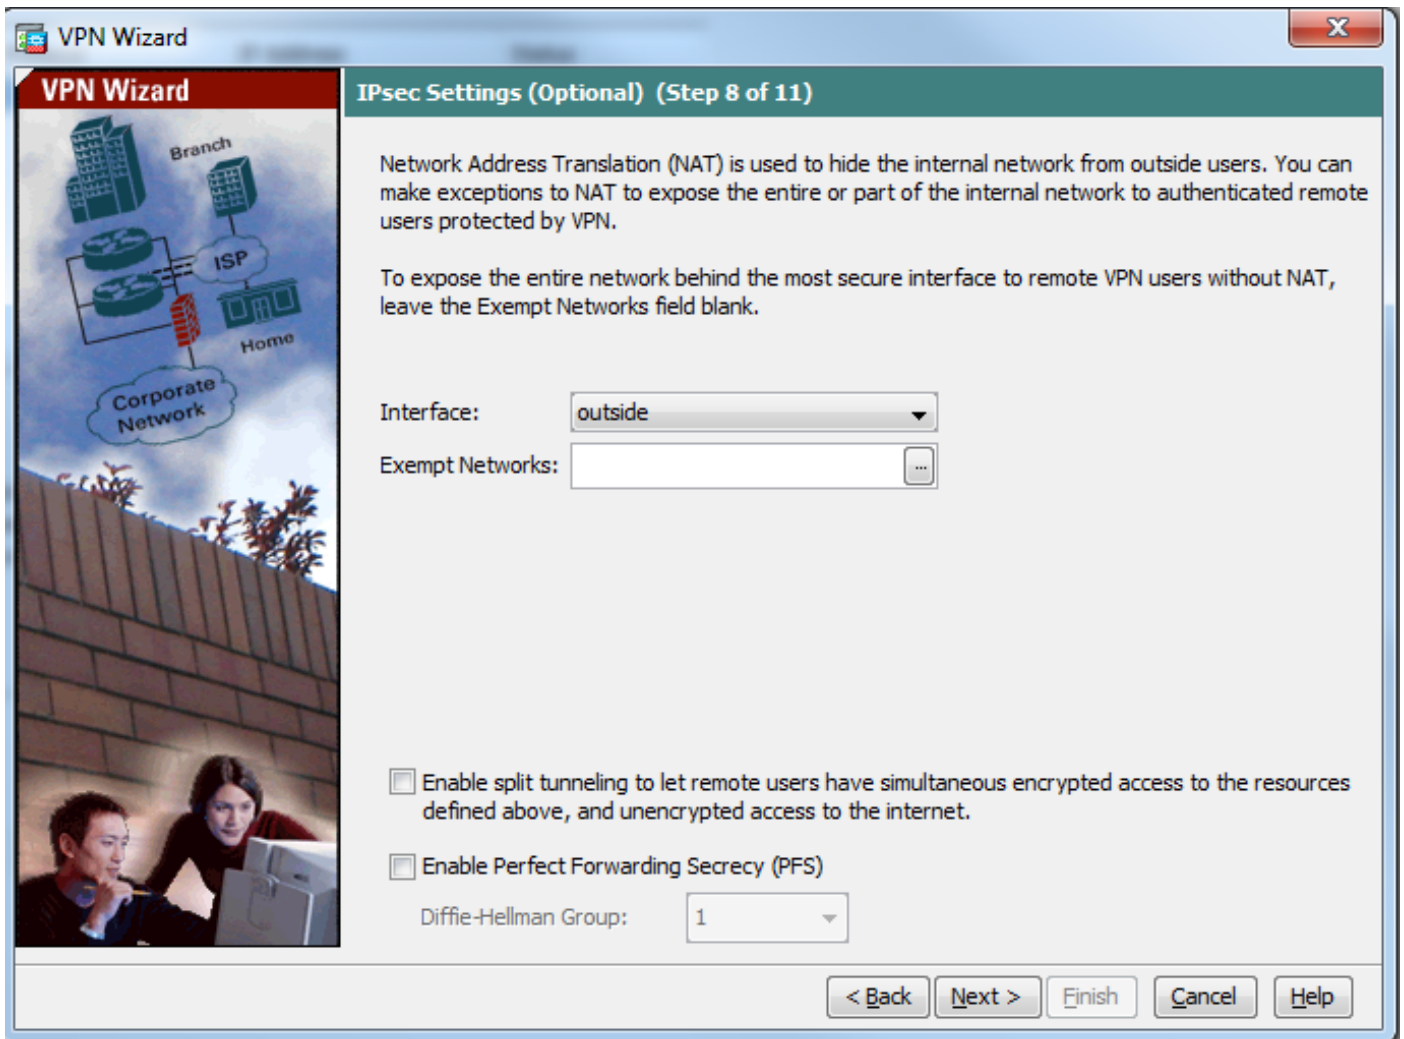 VPN Wizard
VPN Wizard
Branch
ISP
Home
Corporate
Network
IPsec Settings (Optional) (Step 8 of 11)
Network Address Translation (NAT) is used to hide the internal network from outside users. You can
make exceptions to NAT to expose the entire or part of the internal network to authenticated remote
users protected by VPN.
To expose the entire network behind the most secure interface to remote VPN users without NAT,
leave the Exempt Networks field blank.
Interface: outside
Exempt Networks: ...
Enable split tunneling to let remote users have simultaneous encrypted access to the resources
defined above, and unencrypted access to the internet.
Enable Perfect Forwarding Secrecy (PFS)
Diffie-Hellman Group: 1
< Back Next > Finish Cancel Help